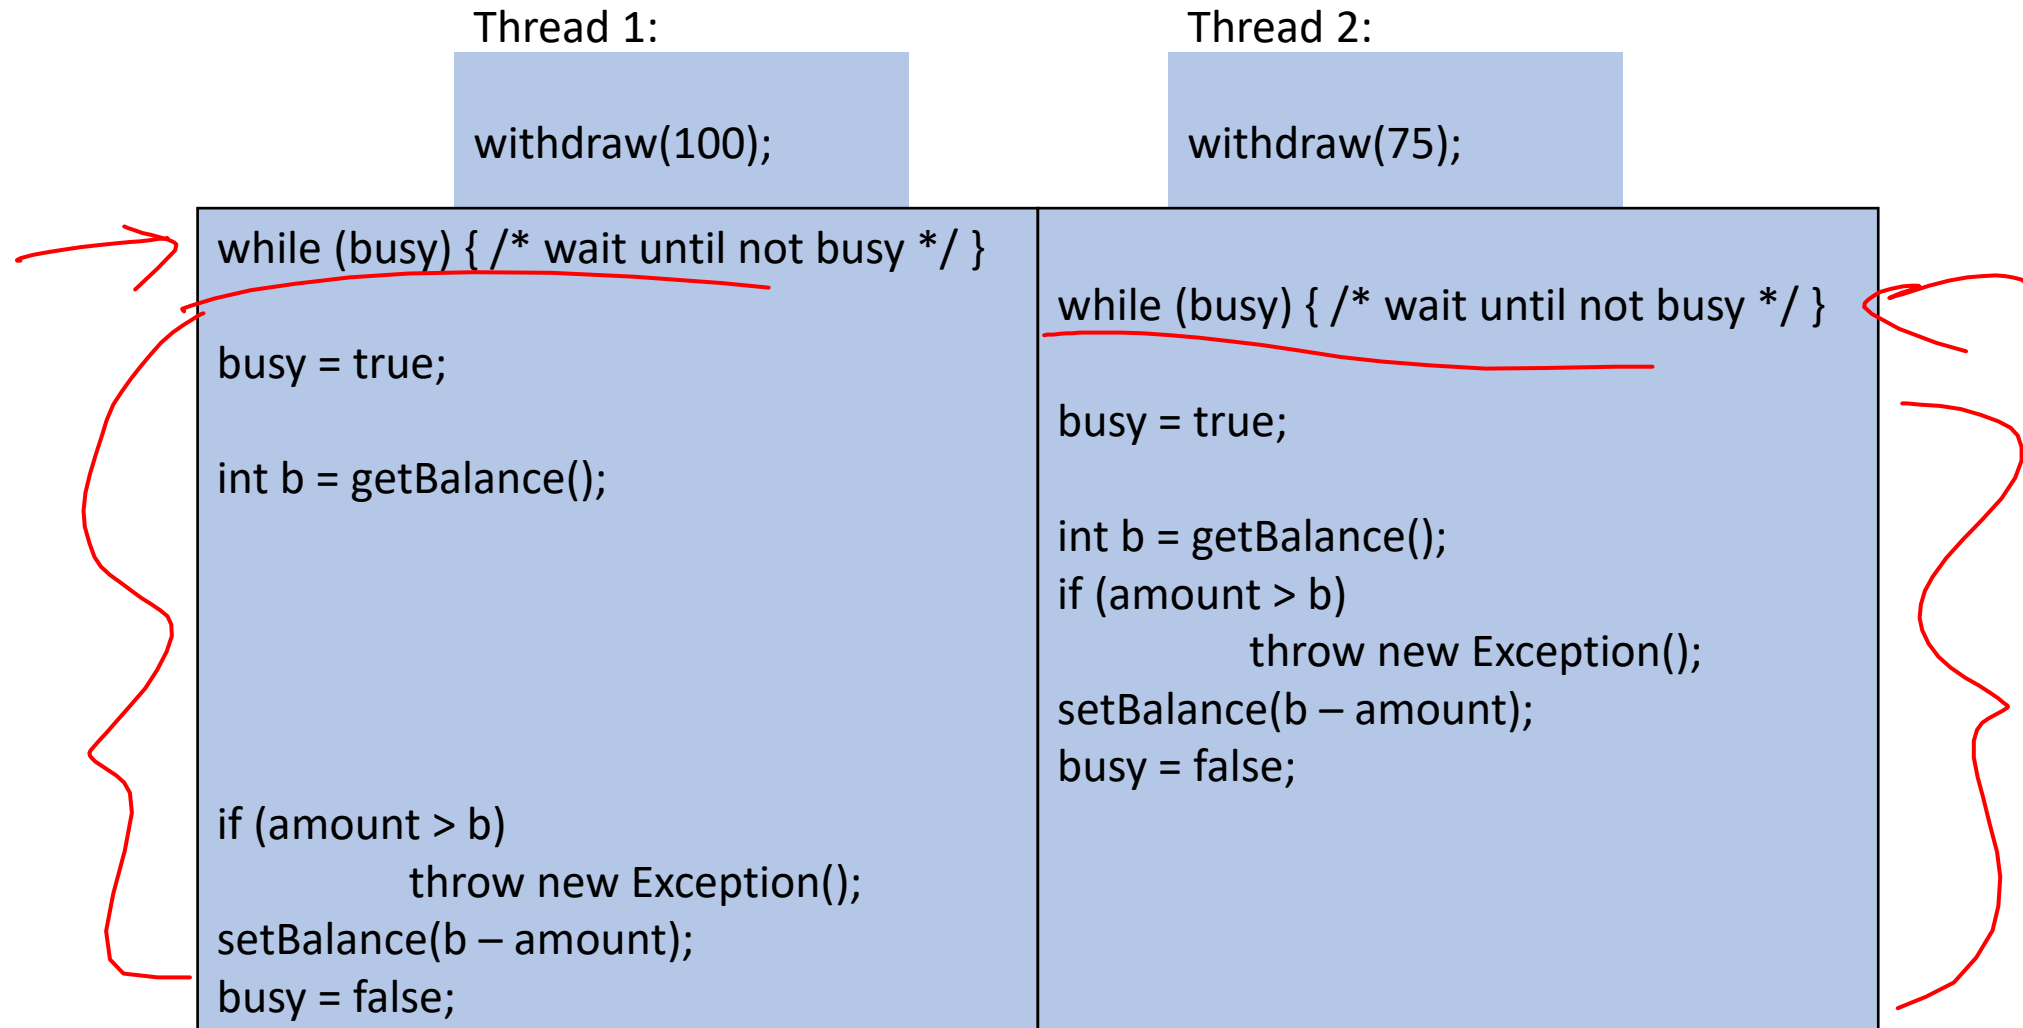 Thread 1:
Thread 2:
withdraw(100);
withdraw(75);
while (busy) { /* wait until not busy */ }
busy = true;
int b = getBalance();
if (amount > b)
throw new Exception();
setBalance(b – amount);
busy = false;
while (busy) { /* wait until not busy */ }
busy = true;
int b = getBalance();
if (amount > b)
throw new Exception();
setBalance(b – amount);
busy = false;